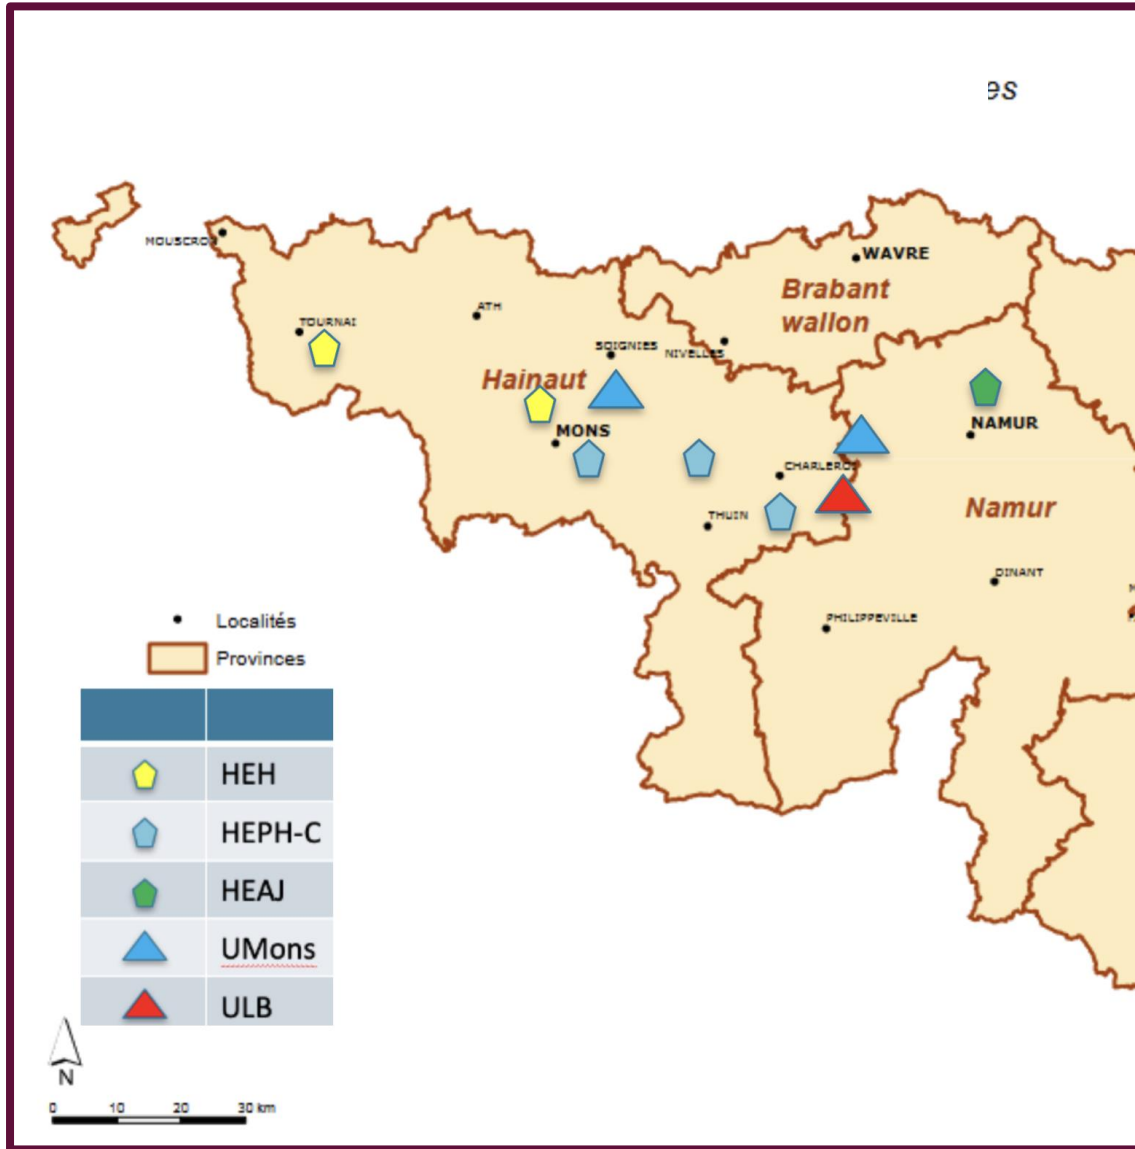 es
WAVRE
MOUSCRON
Brabant
wallon
ATH
TOURNAI
SOIGNIES
NIVELLES
Hainaut
MONS
NAMUR
CHARLEROI
Namur
THUIN
DINANT
PHILIPPEVILLE
Localités
Provinces
HEH
HEPH-C
HEAJ
UMons
ULB
N
0 10 20 30 km